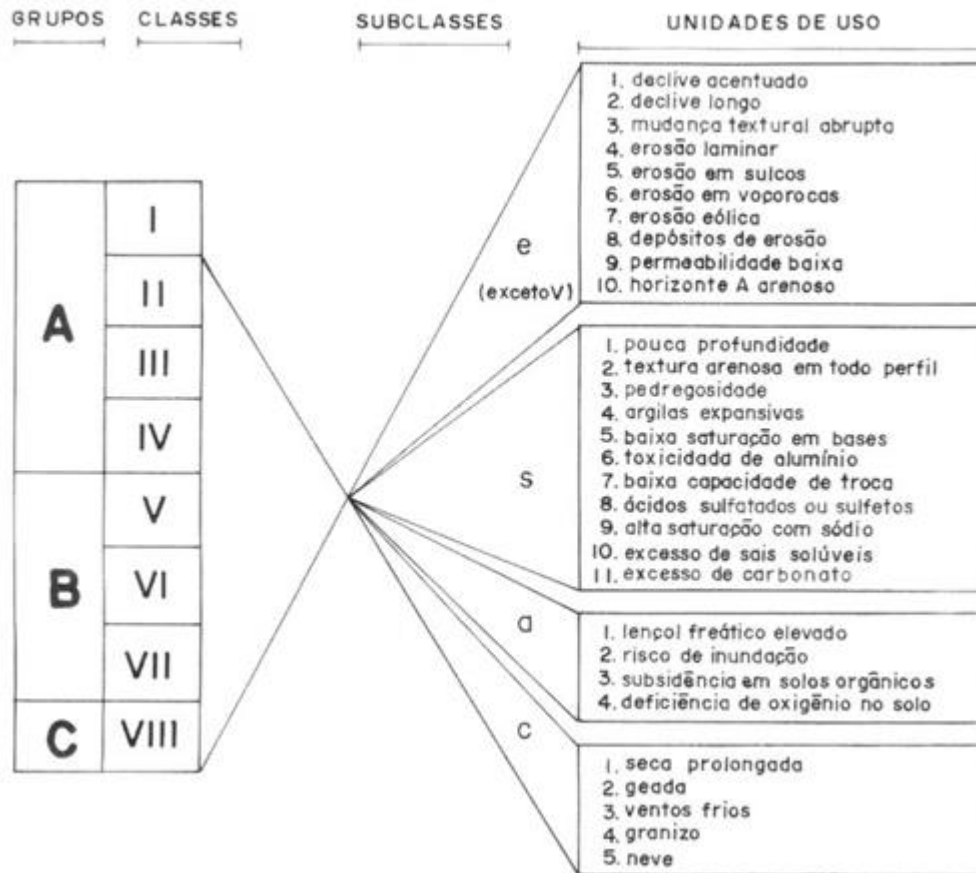 GRUPOS CLASSES SUBCLASSES UNIDADES DE USO
A
B
C
I
II
III
IV
V
VI
VII
VIII
e
(excetoV)
s
a
c
1. declive acentuado
2. declive longo
3. mudança textural abrupta
4. erosão laminar
5. erosão em sulcos
6. erosão em voporocas
7. erosão eólica
8. depósitos de erosão
9. permeabilidade baixa
10. horizonte A arenoso
1. pouca profundidade
2. textura arenosa em todo perfil
3. pedregosidade
4. argilas expansivas
5. baixa saturação em bases
6. toxicidada de alumínio
7. baixa capacidade de troca
8. ácidos sulfatados ou sulfetos
9. alta saturação com sódio
10. excesso de sais solúveis
11. excesso de carbonato
1. lençol freático elevado
2. risco de inundação
3. subsidência em solos orgânicos
4. deficiência de oxigênio no solo
1. seca prolongada
2. geada
3. ventos frios
4. granizo
5. neve